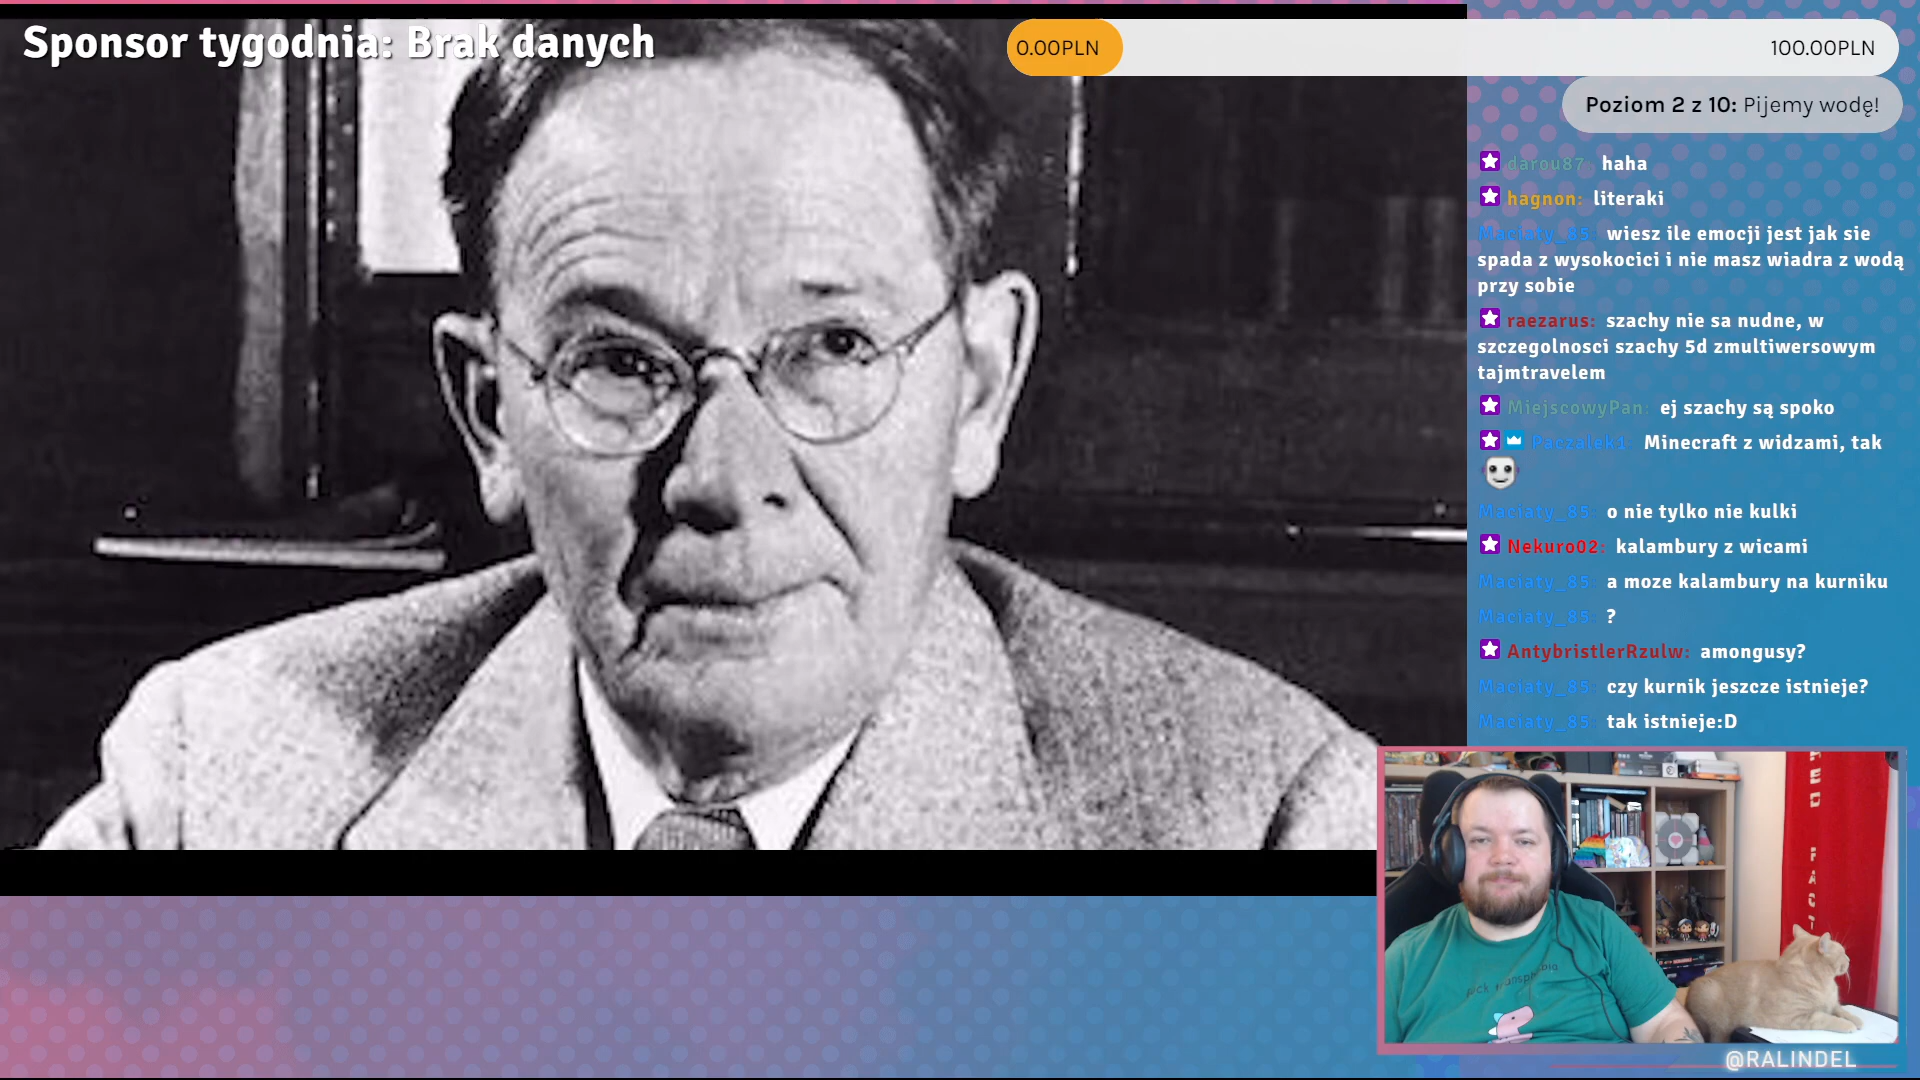 Sponsor tygodnia: Brak danych
0.00PLN
100.00PLN
Poziom 2 z 10: Pijemy wodę!
darou87: haha
hagnon: literaki
Maciaty_85: wiesz ile emocji jest jak sie
spada z wysokocici i nie masz wiadra z wodą
przy sobie
raezarus: szachy nie sa nudne, w
szczegolnosci szachy 5d zmultiwersowym
tajmtravelem
MiejscowyPan: ej szachy są spoko
Paczalek1: Minecraft z widzami, tak
Maciaty_85: o nie tylko nie kulki
Nekuro02: kalambury z wicami
Maciaty_85: a moze kalambury na kurniku
Maciaty_85: ?
AntybristlerRzulw: amongusy?
Maciaty_85: czy kurnik jeszcze istnieje?
Maciaty_85: tak istnieje:D
@RALINDEL